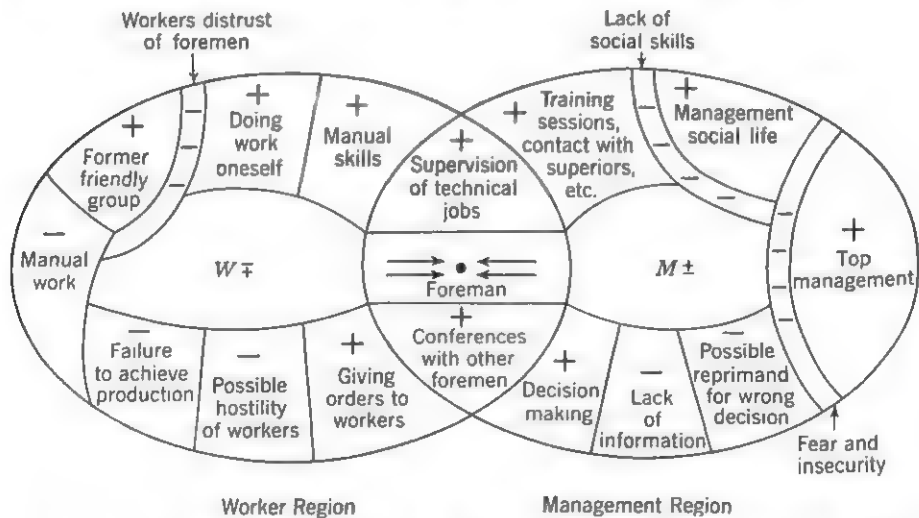 Workers distrust
of foremen
Lack of
social skills
+
Former
friendly
group
−
−
−
+
Doing
work
oneself
+
Manual
skills
+
Supervision
of technical
jobs
+
Training
sessions,
contact with
superiors,
etc.
−
−
−
−
−
+
Management
social life
−
Manual
work
W∓
Foreman
M±
−
−
−
−
+
Top
management
−
Failure
to achieve
production
−
Possible
hostility
of workers
+
Giving
orders to
workers
+
Conferences
with other
foremen
+
Decision
making
−
Lack
of
information
−
Possible
reprimand
for wrong
decision
Fear and
insecurity
Worker Region
Management Region